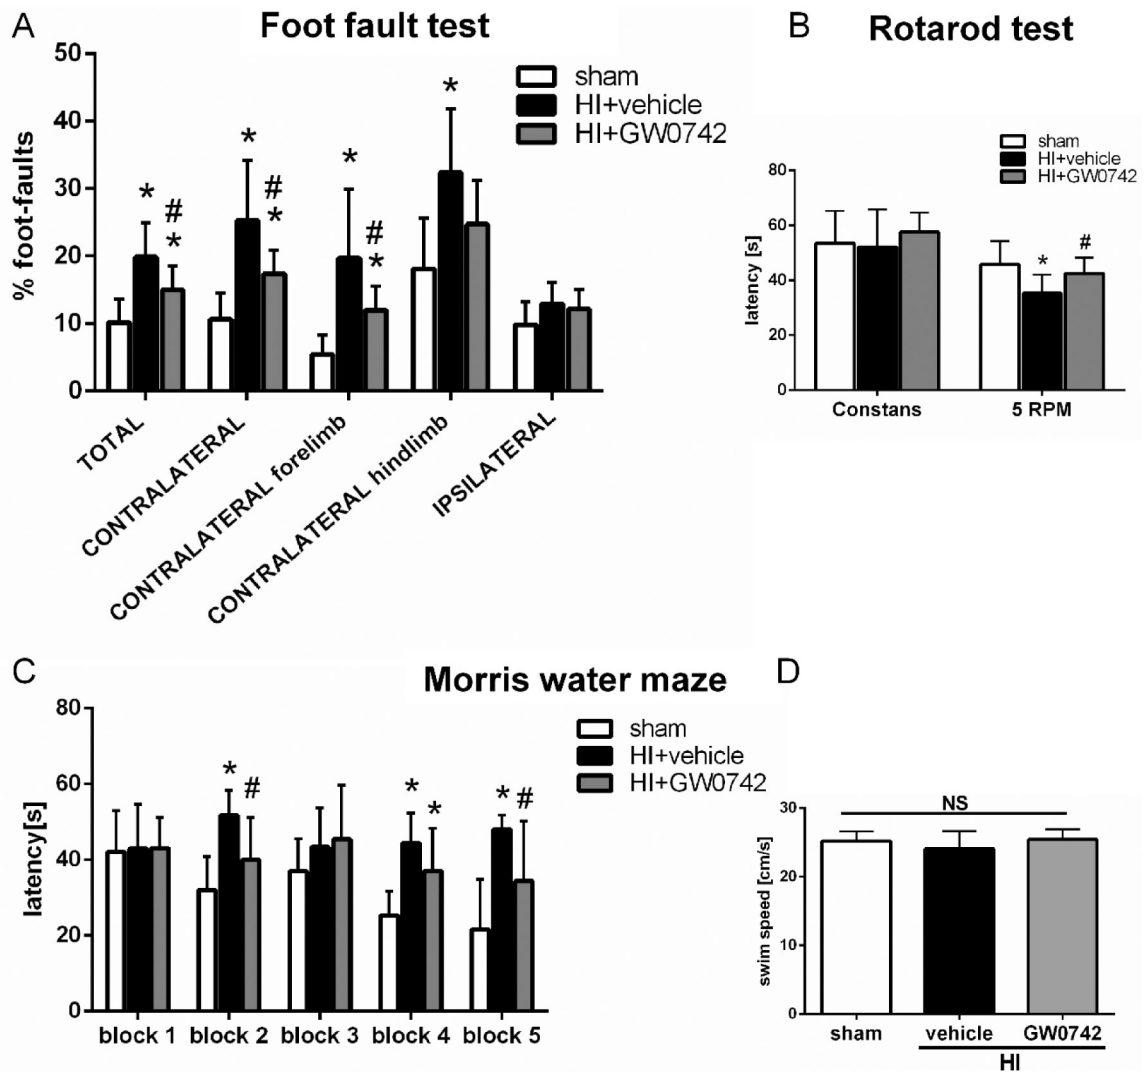 A
Foot fault test
50
40
30
20
10
0
% foot-faults
sham
HI+vehicle
HI+GW0742
*
*
#
*
*
#
*
*
#
*
*
TOTAL
CONTRALATERAL
CONTRALATERAL forelimb
CONTRALATERAL hindlimb
IPSILATERAL
B
Rotarod test
sham
HI+vehicle
HI+GW0742
80
60
40
20
0
latency [s]
*
#
Constans
5 RPM
C
Morris water maze
80
60
40
20
0
latency[s]
sham
HI+vehicle
HI+GW0742
*
#
*
*
*
#
block 1
block 2
block 3
block 4
block 5
D
30
20
10
0
swim speed [cm/s]
NS
sham
vehicle
GW0742
HI